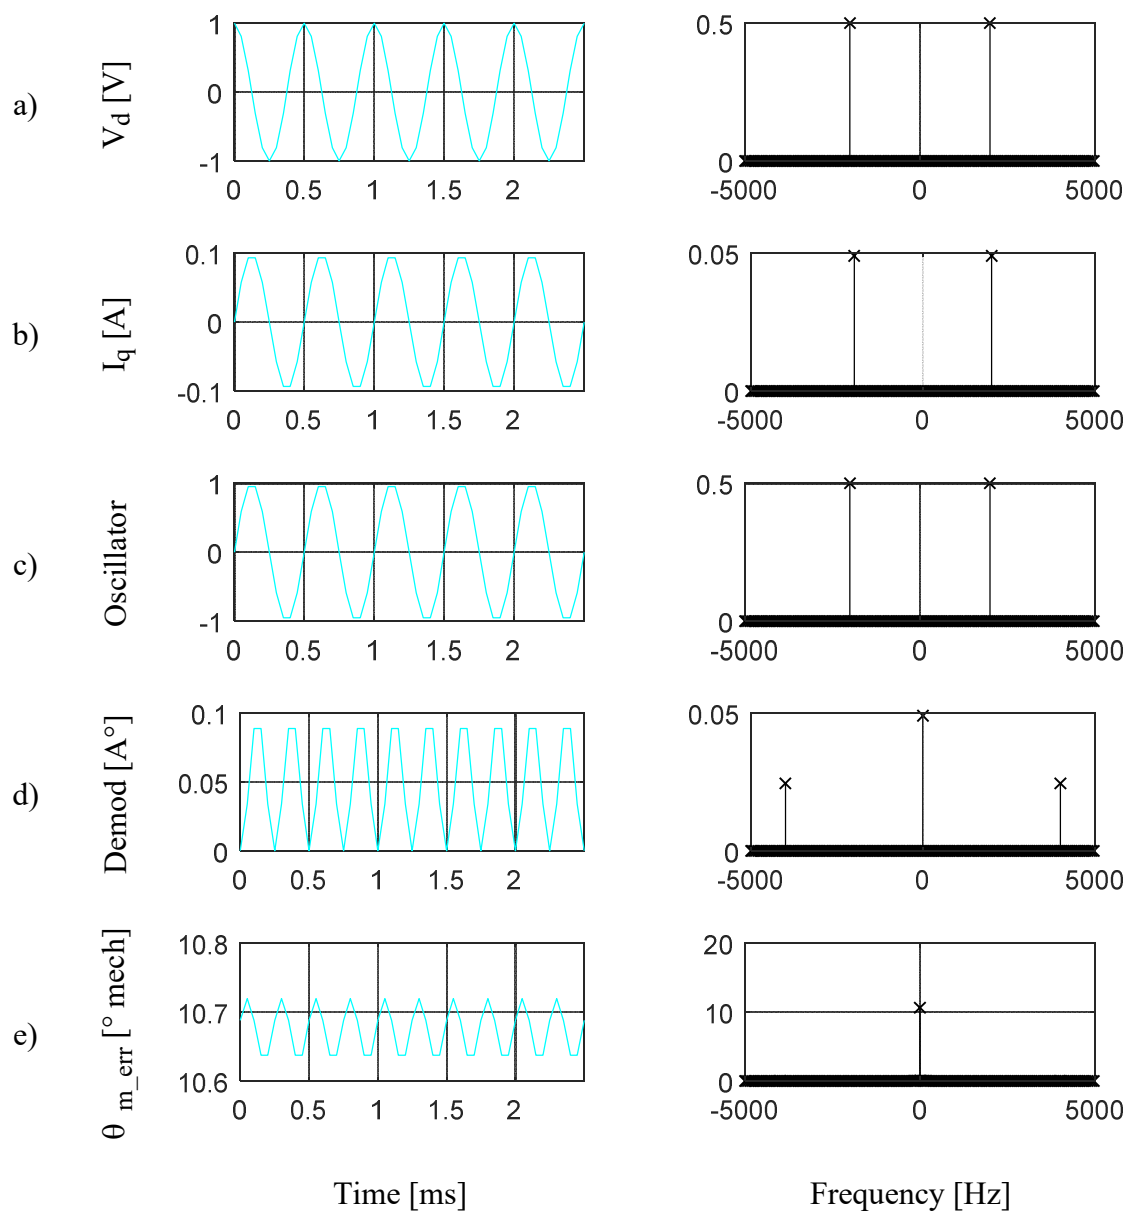 a)
V_d [V]
1
0
-1
0 0.5 1 1.5 2
0.5
0
-5000 0 5000
b)
I_q [A]
0.1
0
-0.1
0 0.5 1 1.5 2
0.05
0
-5000 0 5000
c)
Oscillator
1
0
-1
0 0.5 1 1.5 2
0.5
0
-5000 0 5000
d)
Demod [A°]
0.1
0.05
0
0 0.5 1 1.5 2
0.05
0
-5000 0 5000
e)
θ m_err [° mech]
10.8
10.7
10.6
0 0.5 1 1.5 2
20
10
0
-5000 0 5000
Time [ms]
Frequency [Hz]